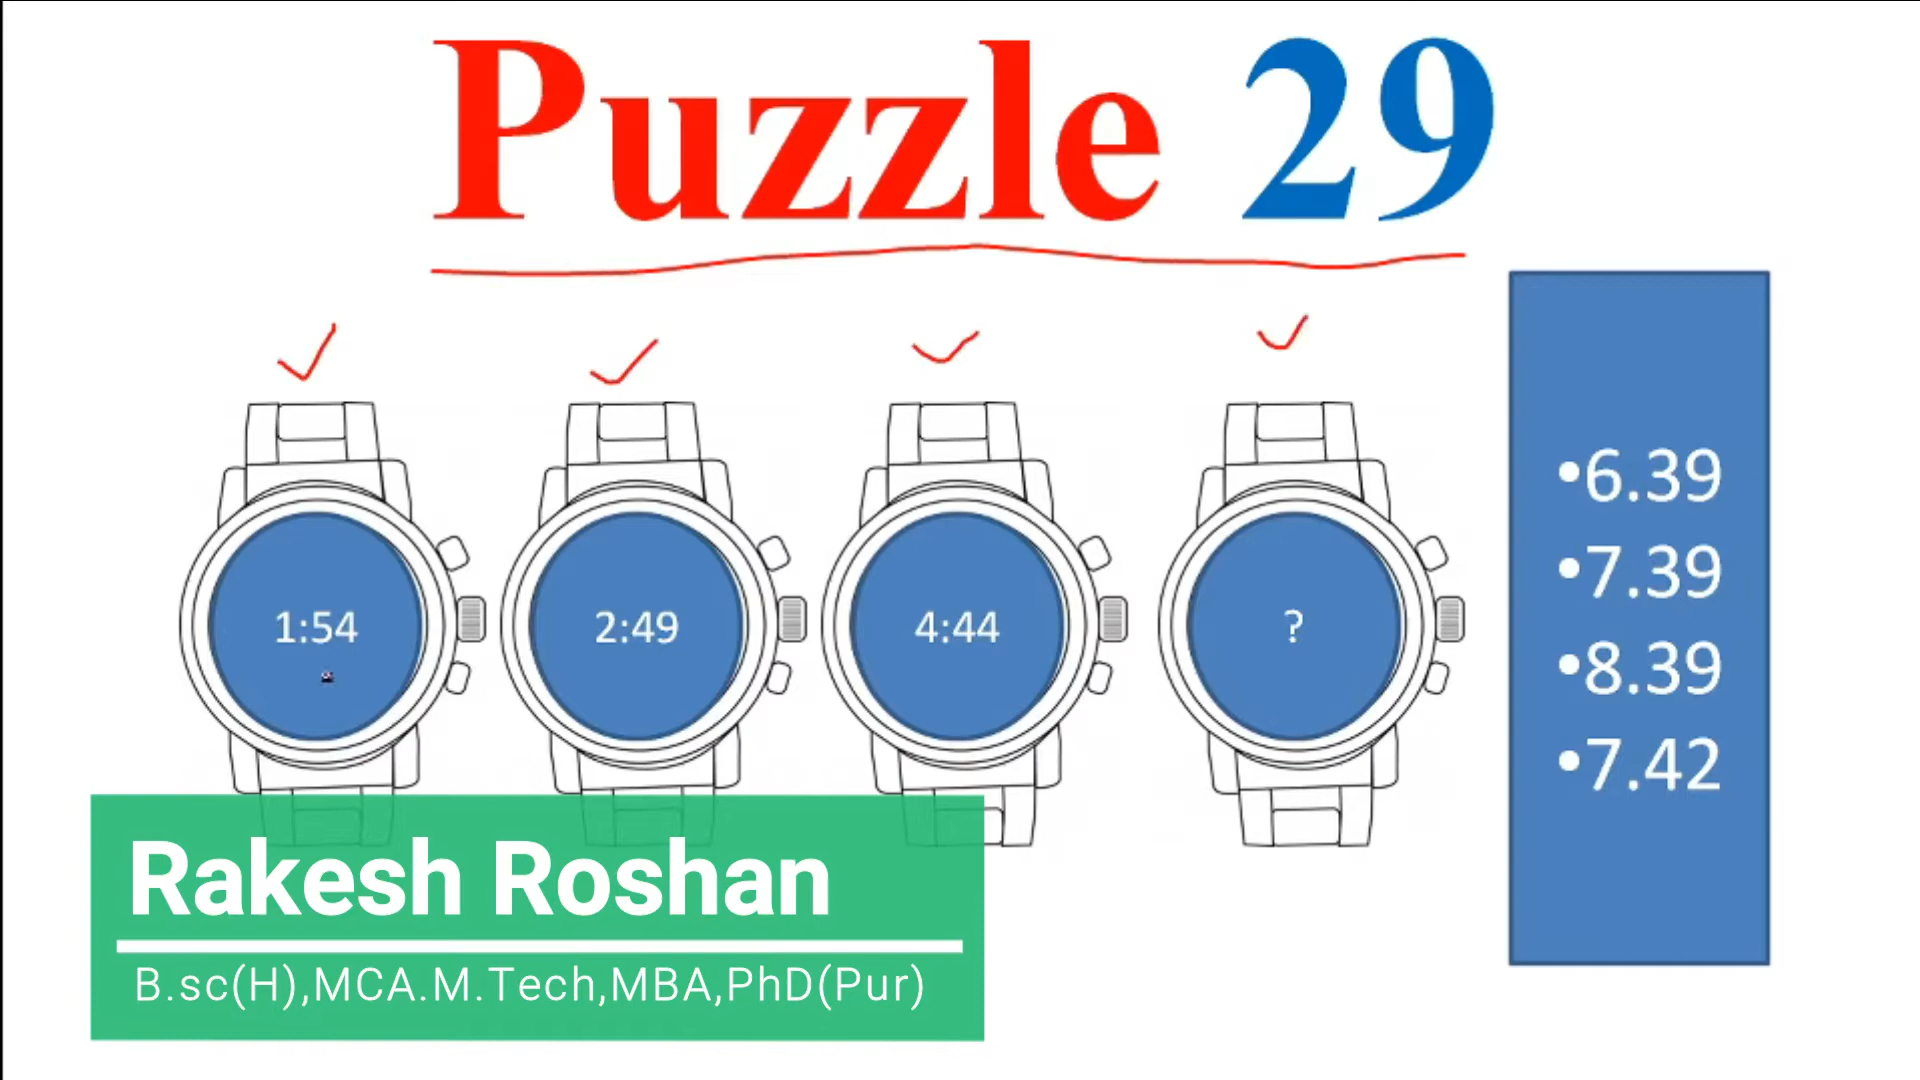 Puzzle 29
1:54
2:49
4:44
?
•6.39
•7.39
•8.39
•7.42
Rakesh Roshan
B.sc(H),MCA.M.Tech,MBA,PhD(Pur)